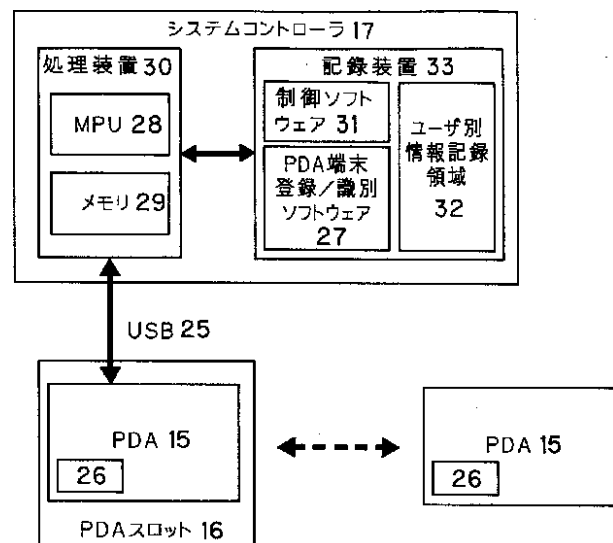 システムコントローラ 17
処理装置 30
MPU 28
メモリ 29
記録装置 33
制御ソフト
ウェア 31
PDA端末
登録/識別
ソフトウェア
27
ユーザ別
情報記録
領域
32
USB 25
PDA 15
26
PDAスロット 16
PDA 15
26